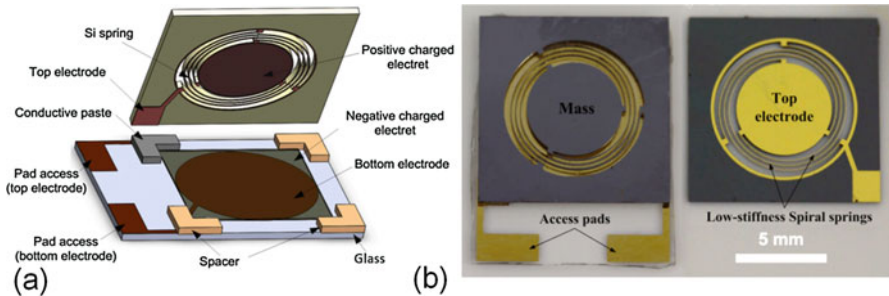 Si spring
Top electrode
Conductive paste
Pad access
(top electrode)
Pad access
(bottom electrode)
Positive charged
electret
Negative charged
electret
Bottom electrode
Spacer
Glass
(a)
(b)
Mass
Access pads
Top
electrode
Low-stiffness Spiral springs
5 mm